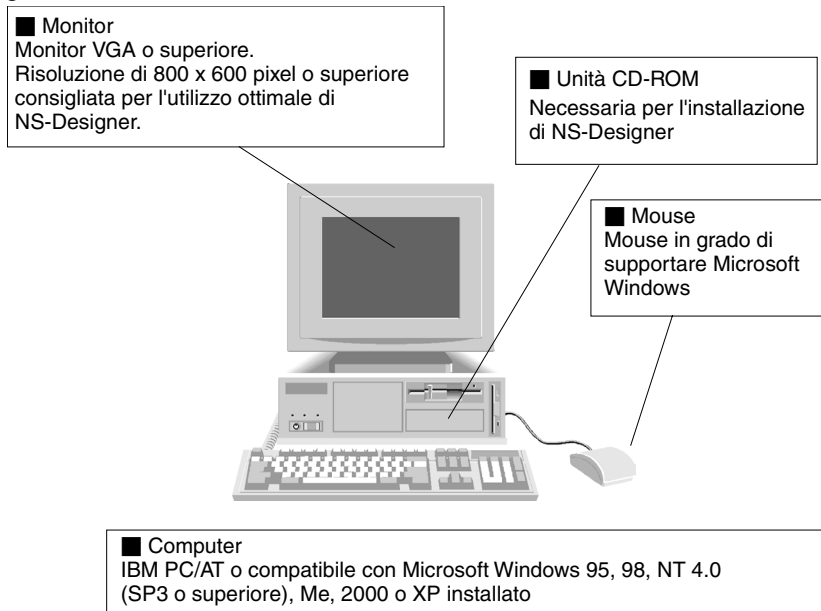 ■ Monitor
Monitor VGA o superiore.
Risoluzione di 800 x 600 pixel o superiore
consigliata per l'utilizzo ottimale di
NS-Designer.
■ Unità CD-ROM
Necessaria per l'installazione
di NS-Designer
■ Mouse
Mouse in grado di
supportare Microsoft
Windows
■ Computer
IBM PC/AT o compatibile con Microsoft Windows 95, 98, NT 4.0
(SP3 o superiore), Me, 2000 o XP installato